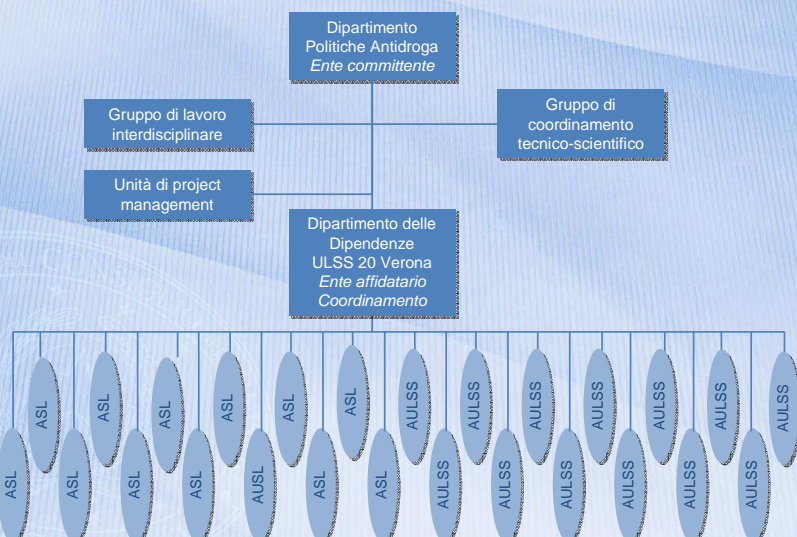 Dipartimento
Politiche Antidroga
Ente committente
Gruppo di lavoro
interdisciplinare
Gruppo di
coordinamento
tecnico-scientifico
Unità di project
management
Dipartimento delle
Dipendenze
ULSS 20 Verona
Ente affidatario
Coordinamento
ASL
ASL
ASL
ASL
ASL
ASL
AULSS
AULSS
AULSS
AULSS
AULSS
AULSS
AULSS
ASL
ASL
ASL
ASL
AUSL
ASL
ASL
AULSS
AULSS
AULSS
AULSS
AULSS
AULSS